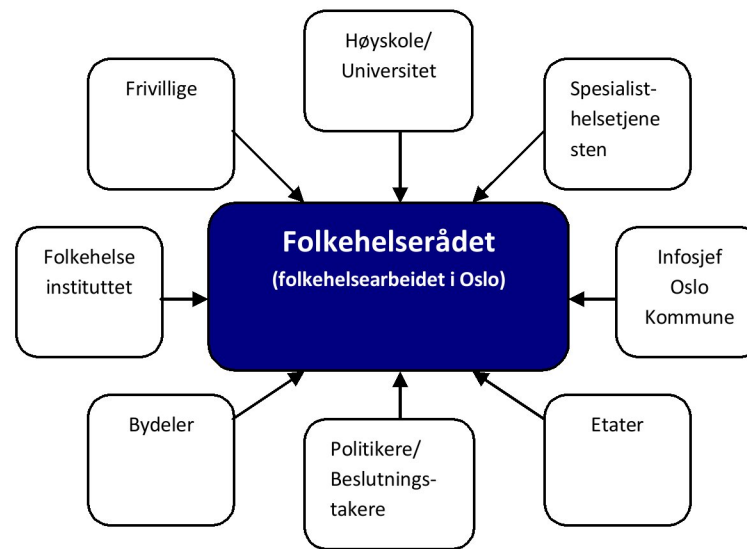 Høyskole/
Universitet
Frivillige
Spesialist-
helsetjene
sten
Folkehelserådet
(folkehelsearbeidet i Oslo)
Folkehelse
instituttet
Infosjef
Oslo
Kommune
Bydeler
Politikere/
Beslutnings-
takere
Etater